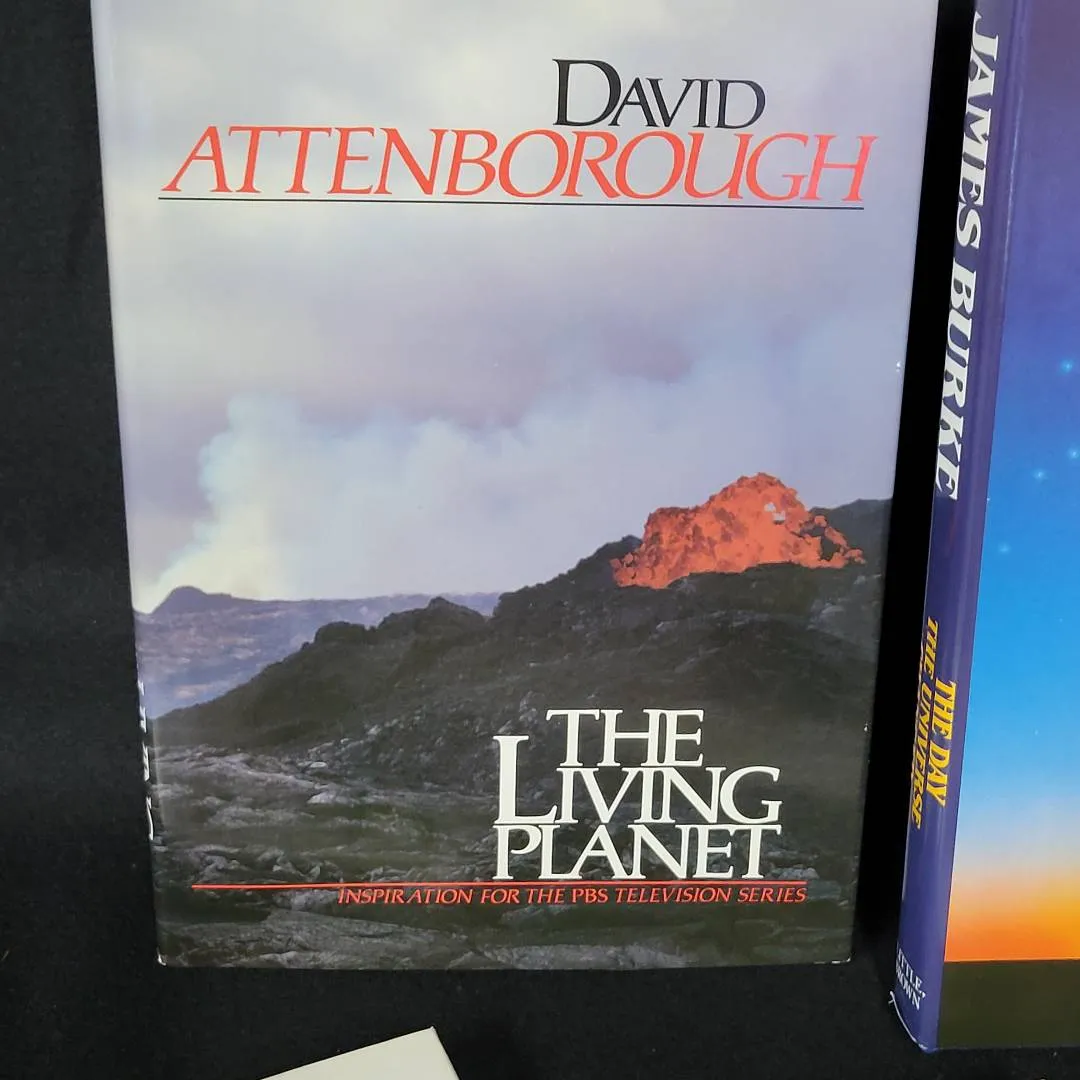 DAVID
ATTENBOROUGH
THE
LIVING
PLANET
INSPIRATION FOR THE PBS TELEVISION SERIES
JAMES BURKE
THE DAY
THE UNIVERSE